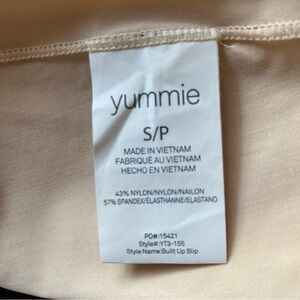 yummie
S/P
MADE IN VIETNAM
FABRIQUÉ AU VIETNAM
HECHO EN VIETNAM
43% NYLON/NYLON/NAILON
57% SPANDEX/ÉLASTHANNE/ELASTANO
PO#:15421
Style#:YT3-155
Style Name:Built Up Slip